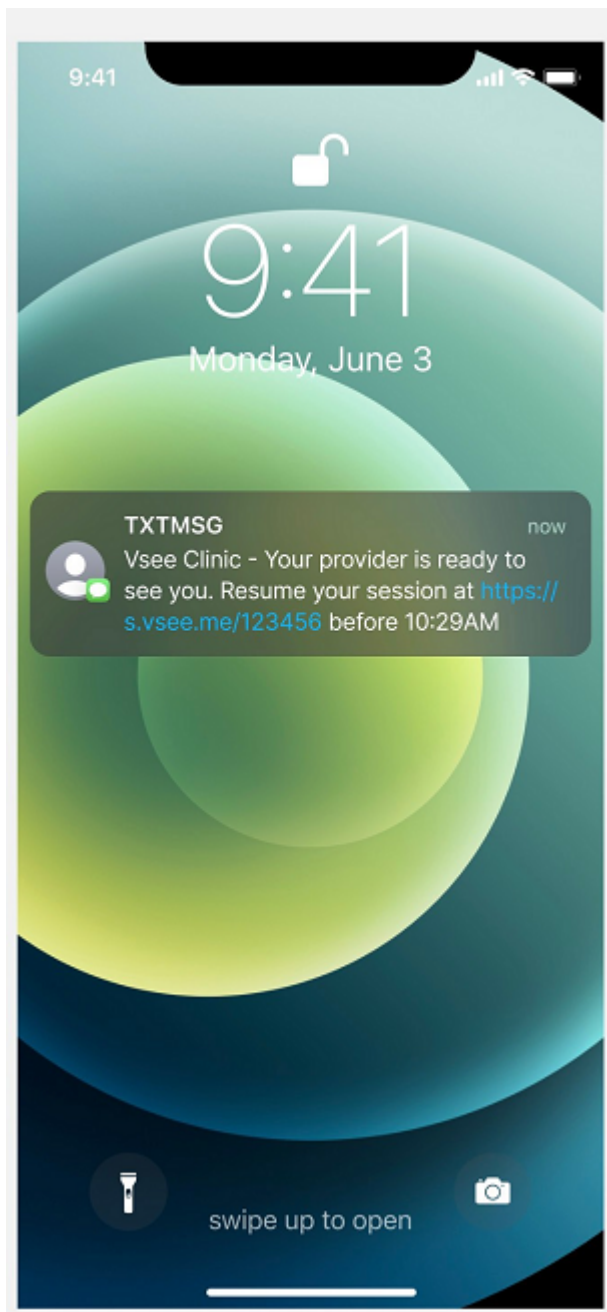 9:41
9:41
Monday, June 3
TXTMSG now
Vsee Clinic - Your provider is ready to
see you. Resume your session at https://
s.vsee.me/123456 before 10:29AM
swipe up to open